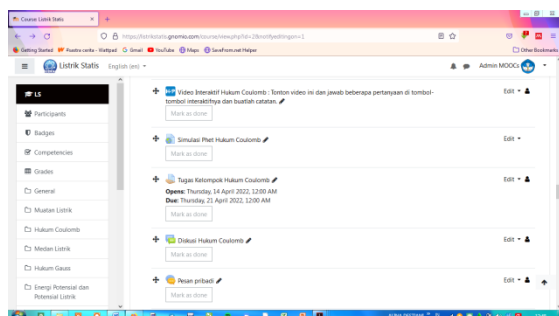 Course: Listrik Statis
https://listrikstatis.gnomio.com/course/view.php?id=2&notifyeditingon=1
Getting Started
Gmail
YouTube
Maps
SaveFrom.net Helper
Other Bookmarks
Listrik Statis
English (en)
Admin MOOCs
LS
Participants
Badges
Competencies
Grades
General
Muatan Listrik
Hukum Coulomb
Medan Listrik
Hukum Gauss
Energi Potensial dan
Potensial Listrik
Video Interaktif Hukum Coulomb : Tonton video ini dan jawab beberapa pertanyaan di tombol-
tombol interaktifnya dan buatlah catatan.
Edit
Mark as done
Simulasi Phet Hukum Coulomb
Edit
Mark as done
Tugas Kelompok Hukum Coulomb
Edit
Opens: Thursday, 14 April 2022, 12:00 AM
Due: Thursday, 21 April 2022, 12:00 AM
Mark as done
Diskusi Hukum Coulomb
Edit
Mark as done
Pesan pribadi
Edit
Mark as done